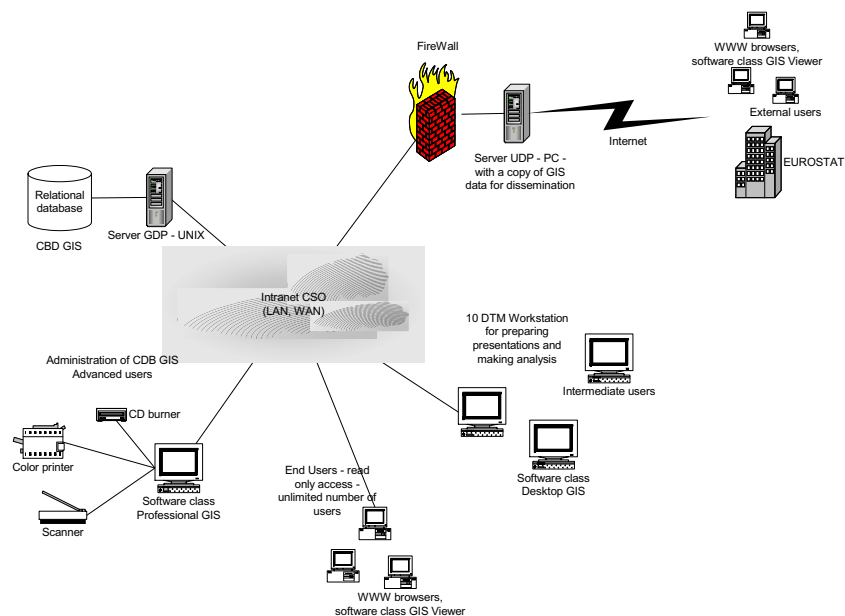 FireWall
WWW browsers,
software class GIS Viewer
External users
Internet
EUROSTAT
Server UDP - PC -
with a copy of GIS
data for dissemination
Relational
database
CBD GIS
Server GDP - UNIX
Intranet CSO
(LAN, WAN)
10 DTM Workstation
for preparing
presentations and
making analysis
Intermediate users
Software class
Desktop GIS
Administration of CDB GIS
Advanced users
CD burner
Color printer
Scanner
Software class
Professional GIS
End Users - read
only access -
unlimited number of
users
WWW browsers,
software class GIS Viewer